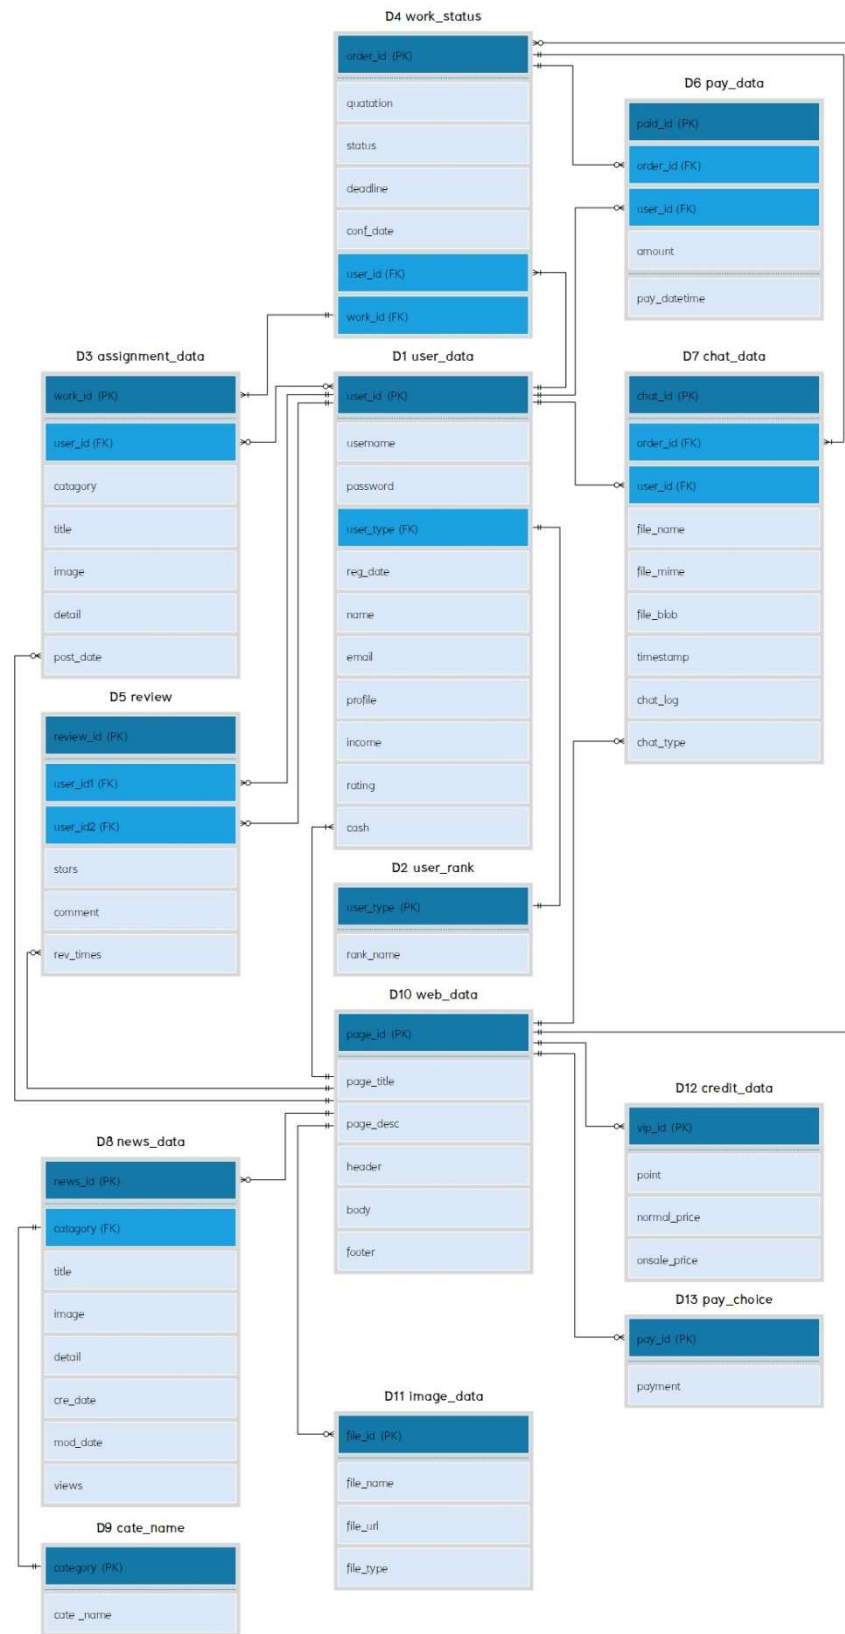 D4 work_status
order_id (PK)
quatation
status
deadline
conf_date
user_id (FK)
work_id (FK)
D6 pay_data
paid_id (PK)
order_id (FK)
user_id (FK)
amount
pay_datetime
D3 assignment_data
work_id (PK)
user_id (FK)
catagory
title
image
detail
post_date
D1 user_data
user_id (PK)
username
password
user_type (FK)
reg_date
name
email
profile
income
rating
cash
D7 chat_data
chat_id (PK)
order_id (FK)
user_id (FK)
file_name
file_mime
file_blob
timestamp
chat_log
chat_type
D5 review
review_id (PK)
user_id1 (FK)
user_id2 (FK)
stars
comment
rev_times
D2 user_rank
user_type (PK)
rank_name
D10 web_data
page_id (PK)
page_title
page_desc
header
body
footer
D12 credit_data
vip_id (PK)
point
normal_price
onsale_price
D8 news_data
news_id (PK)
catagory (FK)
title
image
detail
cre_date
mod_date
views
D13 pay_choice
pay_id (PK)
payment
D11 image_data
file_id (PK)
file_name
file_url
file_type
D9 cate_name
category (PK)
cate _name